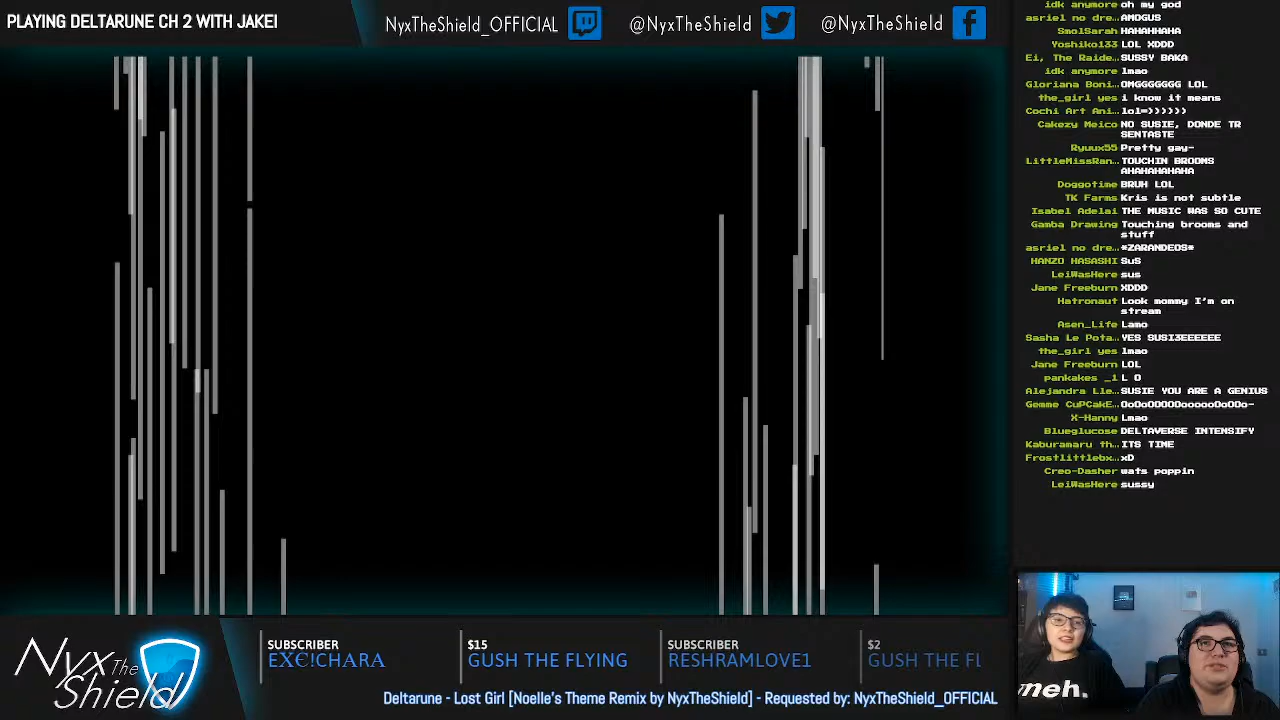 PLAYING DELTARUNE CH 2 WITH JAKEI
NyxTheShield_OFFICIAL
@NyxTheShield
@NyxTheShield
idk anymore oh my god
asriel no dre... AMOGUS
SmolSarah HAHAHHAHA
Yoshiko133 LOL XDDD
Ei, The Raide... SUSSY BAKA
idk anymore lmao
Gloriana Boni... OMGGGGGGG LOL
the_girl yes i know it means
Cochi Art Ani... lol=))))))
Cakezy Meico NO SUSIE, DONDE TR
SENTASTE
Ryuux55 Pretty gay-
LittleMissRan... TOUCHIN BROOMS
AHAHAHAHAHA
Doggotime BRUH LOL
TK Farms Kris is not subtle
Isabel Adelai THE MUSIC WAS SO CUTE
Gamba Drawing Touching brooms and
stuff
asriel no dre... *ZARANDEOS*
HANZO HASASHI SuS
LeiWasHere sus
Jane Freeburn XDDD
Hatronaut Look mommy I'm on
stream
Asen_Life Lamo
Sasha Le Pota... YES SUSI3EEEEEE
the_girl yes lmao
Jane Freeburn LOL
pankakes _1 L O
Alejandra Lle... SUSIE YOU ARE A GENIUS
Gemme CuPCakE...
X-Hanny Lmao
Blueglucose DELTAVERSE INTENSIFY
Kaburamaru th... ITS TIME
Frostlittlebx... xD
Creo-Dasher wats poppin
LeiWasHere sussy
meh.
Nyx The Shield
SUBSCRIBER
EXC!CHARA
$15
GUSH THE FLYING
SUBSCRIBER
RESHRAMLOVE1
$2
GUSH THE FL
Deltarune - Lost Girl [Noelle's Theme Remix by NyxTheShield] - Requested by: NyxTheShield_OFFICIAL